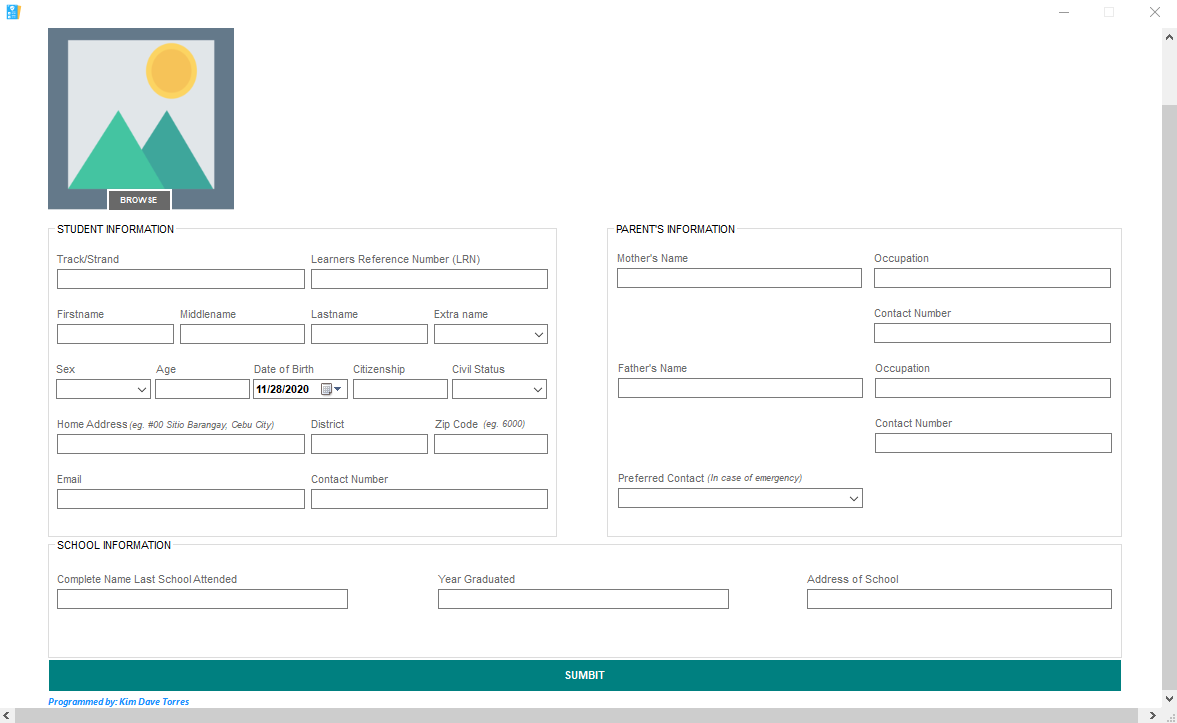 BROWSE
STUDENT INFORMATION
Track/Strand Learners Reference Number (LRN)
Firstname Middlename Lastname Extra name
Sex Age Date of Birth Citizenship Civil Status
11/28/2020
Home Address (eg. #00 Sitio Barangay, Cebu City) District Zip Code (eg. 6000)
Email Contact Number
PARENT'S INFORMATION
Mother's Name Occupation
Contact Number
Father's Name Occupation
Contact Number
Preferred Contact (In case of emergency)
SCHOOL INFORMATION
Complete Name Last School Attended Year Graduated Address of School
SUMBIT
Programmed by: Kim Dave Torres